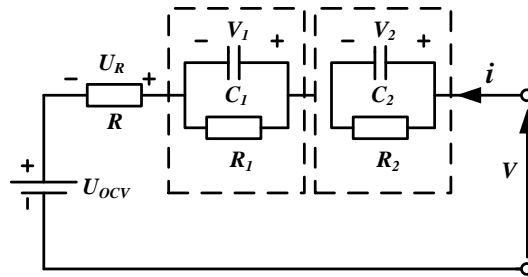 V1 V2
− + − +
UR
− + C1 C2 i
R
R1 R2
+ UOCV V
−